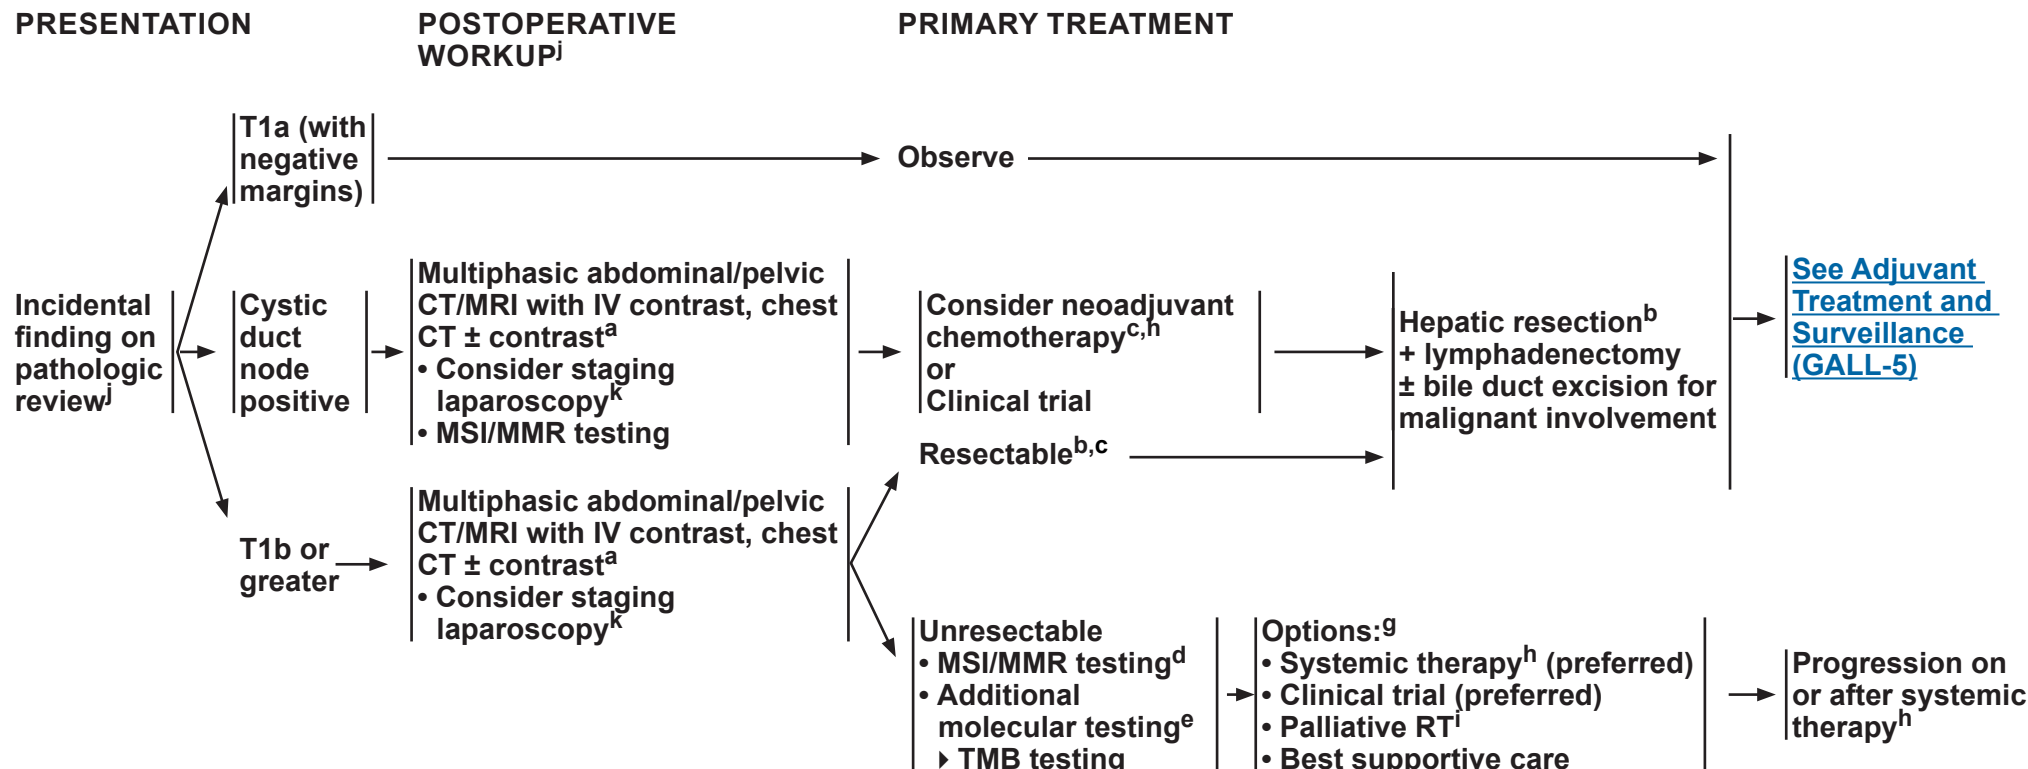 PRESENTATION
POSTOPERATIVE
WORKUPj
PRIMARY TREATMENT
T1a (with
negative
margins)
Observe
Incidental
finding on
pathologic
reviewj
Cystic
duct
node
positive
Multiphasic abdominal/pelvic
CT/MRI with IV contrast, chest
CT ± contrasta
• Consider staging
laparoscopyk
• MSI/MMR testing
Consider neoadjuvant
chemotherapyc,h
or
Clinical trial
Hepatic resectionb
+ lymphadenectomy
± bile duct excision for
malignant involvement
See Adjuvant
Treatment and
Surveillance
(GALL-5)
Resectableb,c
T1b or
greater
Multiphasic abdominal/pelvic
CT/MRI with IV contrast, chest
CT ± contrasta
• Consider staging
laparoscopyk
Unresectable
• MSI/MMR testingd
• Additional
molecular testinge
‣ TMB testing
Options:g
• Systemic therapyh (preferred)
• Clinical trial (preferred)
• Palliative RTi
• Best supportive care
Progression on
or after systemic
therapyh